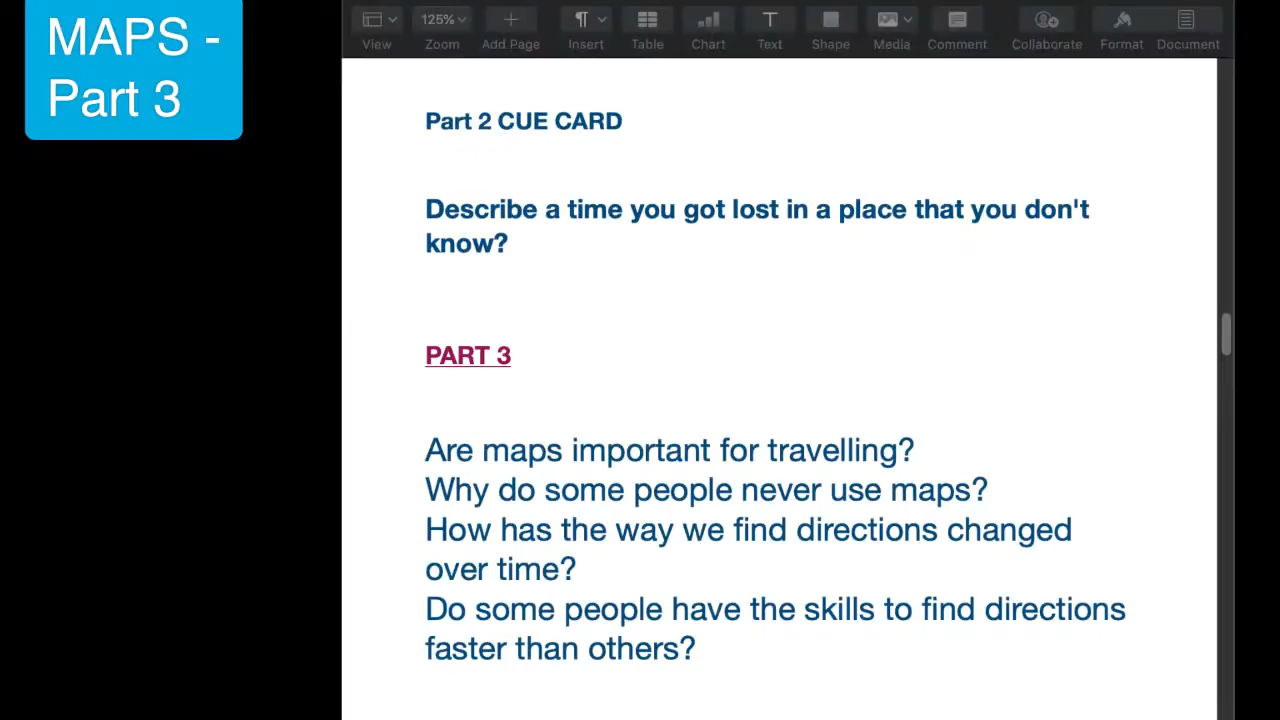 MAPS -
Part 3
View
125%
Zoom
Add Page
Insert
Table
Chart
Text
Shape
Media
Comment
Collaborate
Format
Document
Part 2 CUE CARD
Describe a time you got lost in a place that you don't
know?
PART 3
Are maps important for travelling?
Why do some people never use maps?
How has the way we find directions changed
over time?
Do some people have the skills to find directions
faster than others?